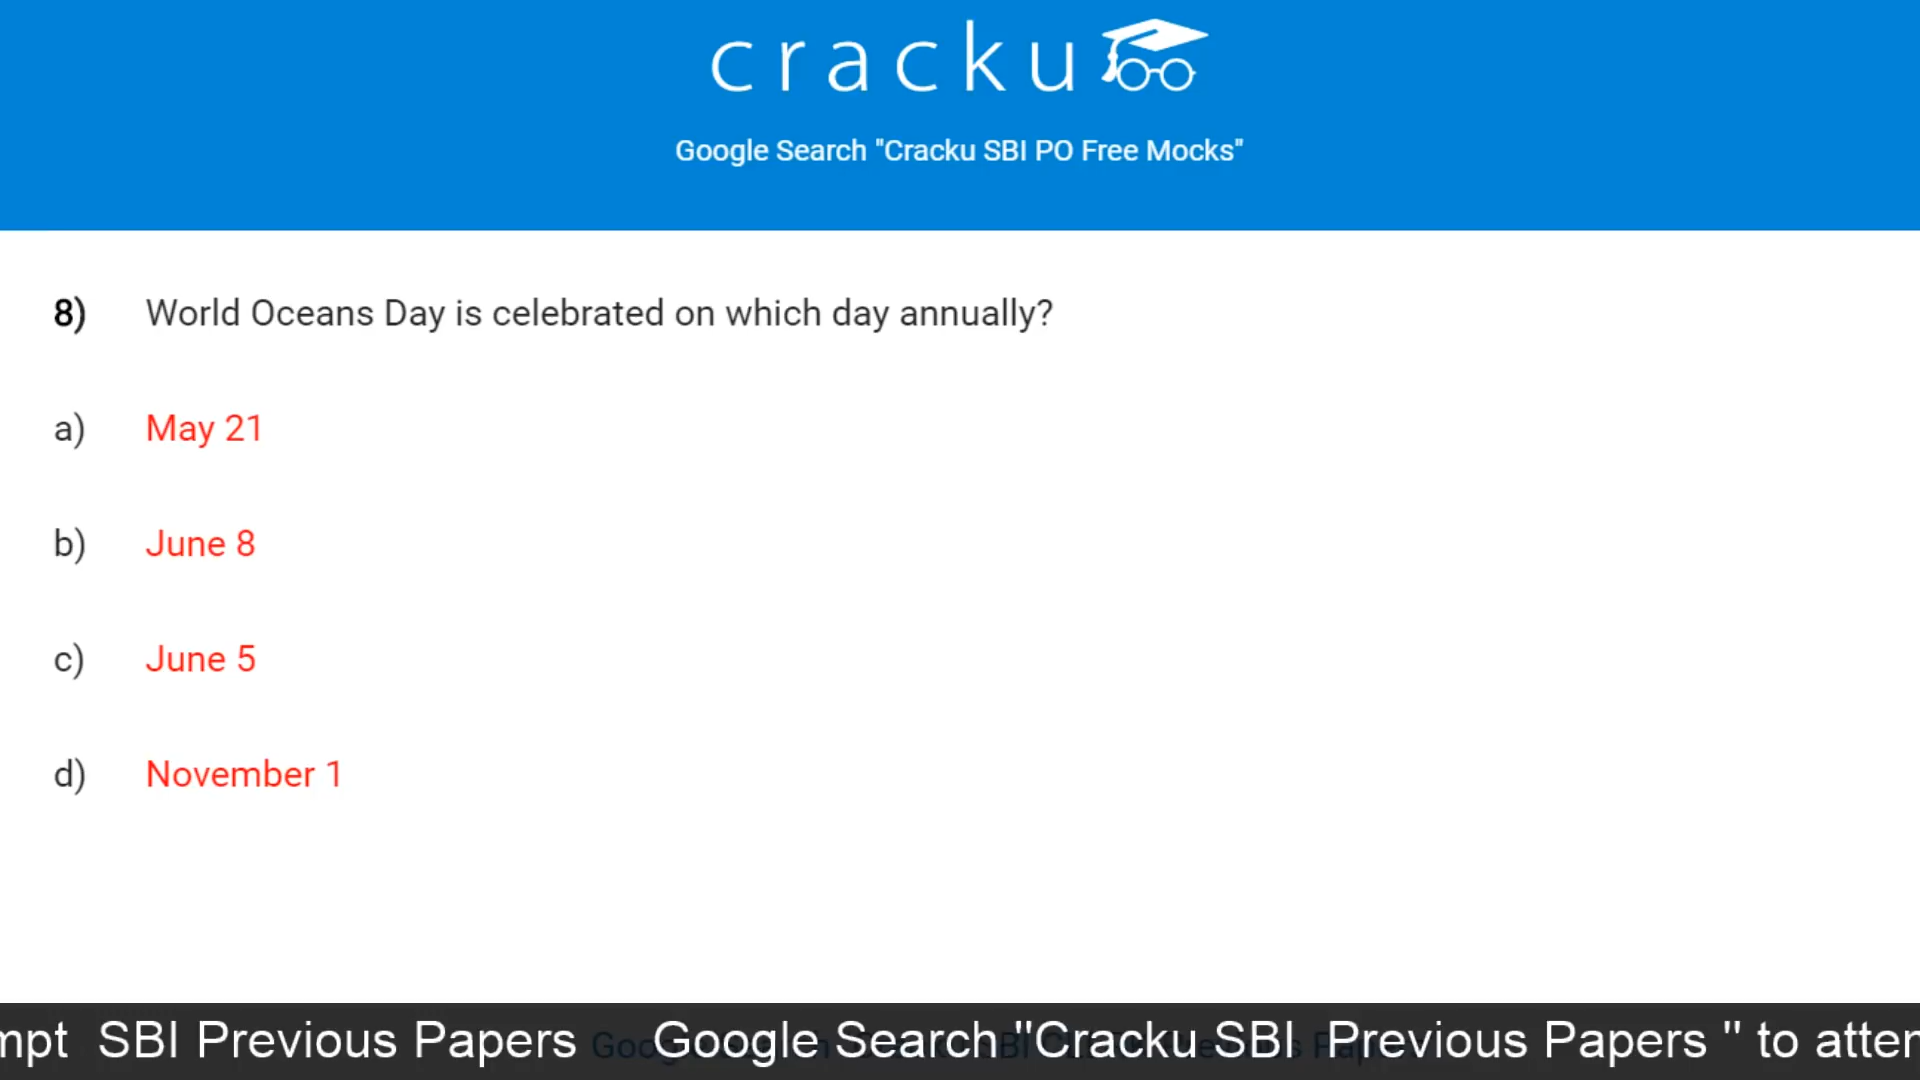 cracku
Google Search "Cracku SBI PO Free Mocks"
8) World Oceans Day is celebrated on which day annually?
a) May 21
b) June 8
c) June 5
d) November 1
mpt SBI Previous Papers Google Search "Cracku SBI Previous Papers " to atten